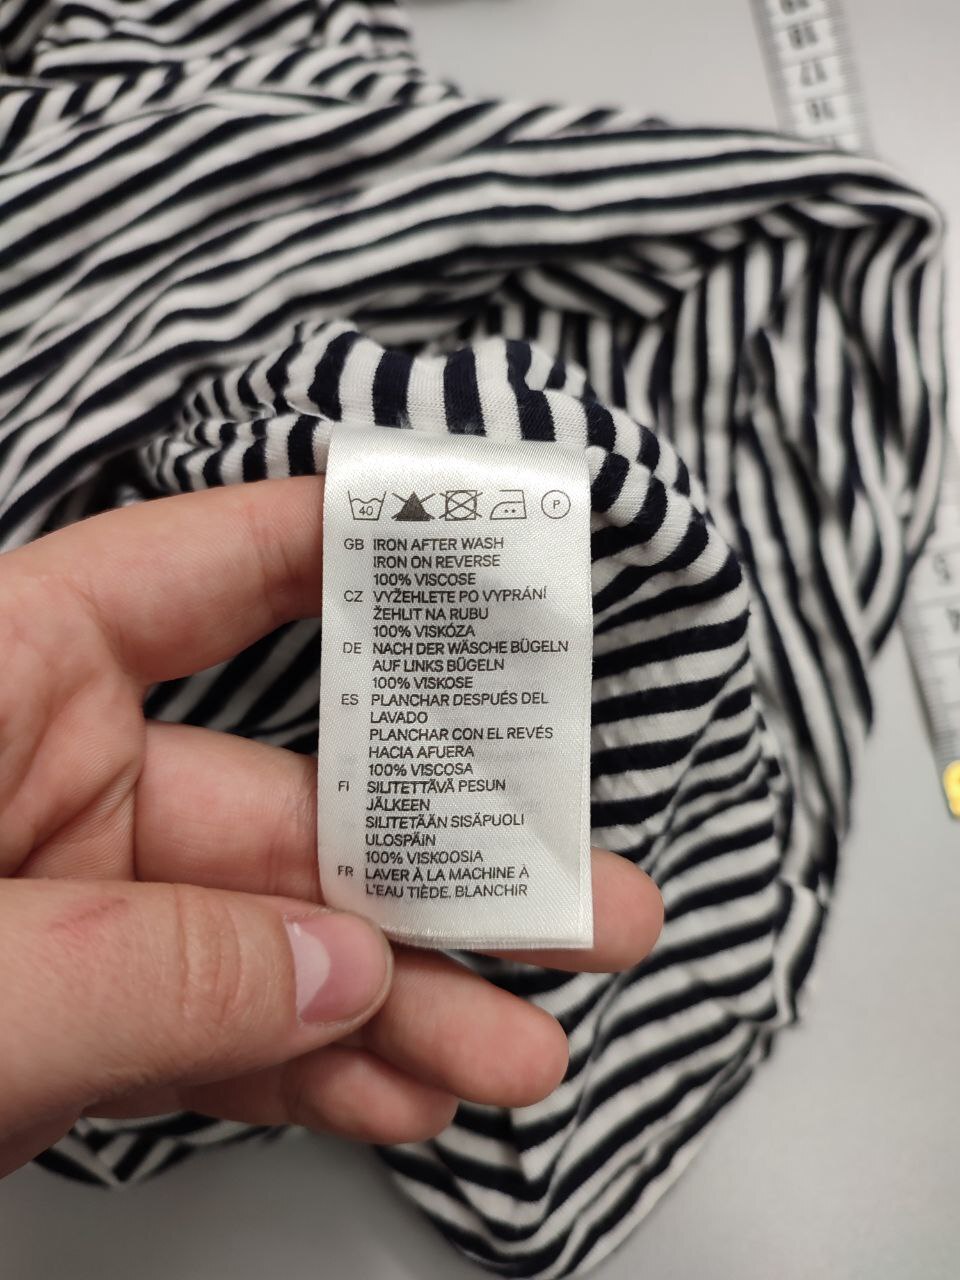 40 P
GB IRON AFTER WASH
IRON ON REVERSE
100% VISCOSE
CZ VYŽEHLETE PO VYPRÁNÍ
ŽEHLIT NA RUBU
100% VISKÓZA
DE NACH DER WÄSCHE BÜGELN
AUF LINKS BÜGELN
100% VISKOSE
ES PLANCHAR DESPUÉS DEL
LAVADO
PLANCHAR CON EL REVÉS
HACIA AFUERA
100% VISCOSA
FI SILITETTÄVÄ PESUN
JÄLKEEN
SILITETÄÄN SISÄPUOLI
ULOSPÄIN
100% VISKOOSIA
FR LAVER À LA MACHINE À
L'EAU TIÈDE. BLANCHIR